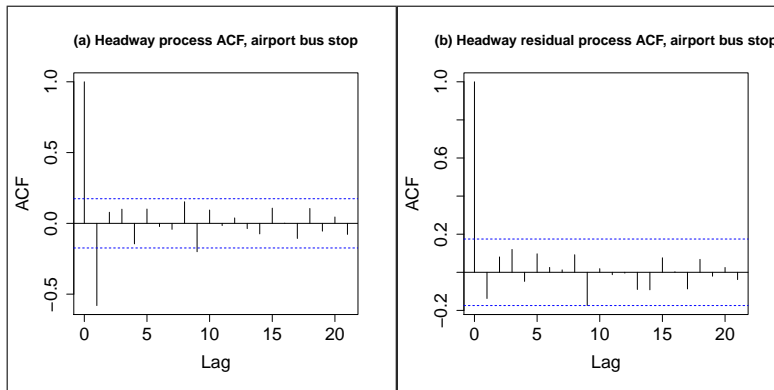 (a) Headway process ACF, airport bus stop
1.0
0.5
0.0
−0.5
ACF
0 5 10 15 20
Lag
(b) Headway residual process ACF, airport bus stop
1.0
0.6
0.2
−0.2
ACF
0 5 10 15 20
Lag